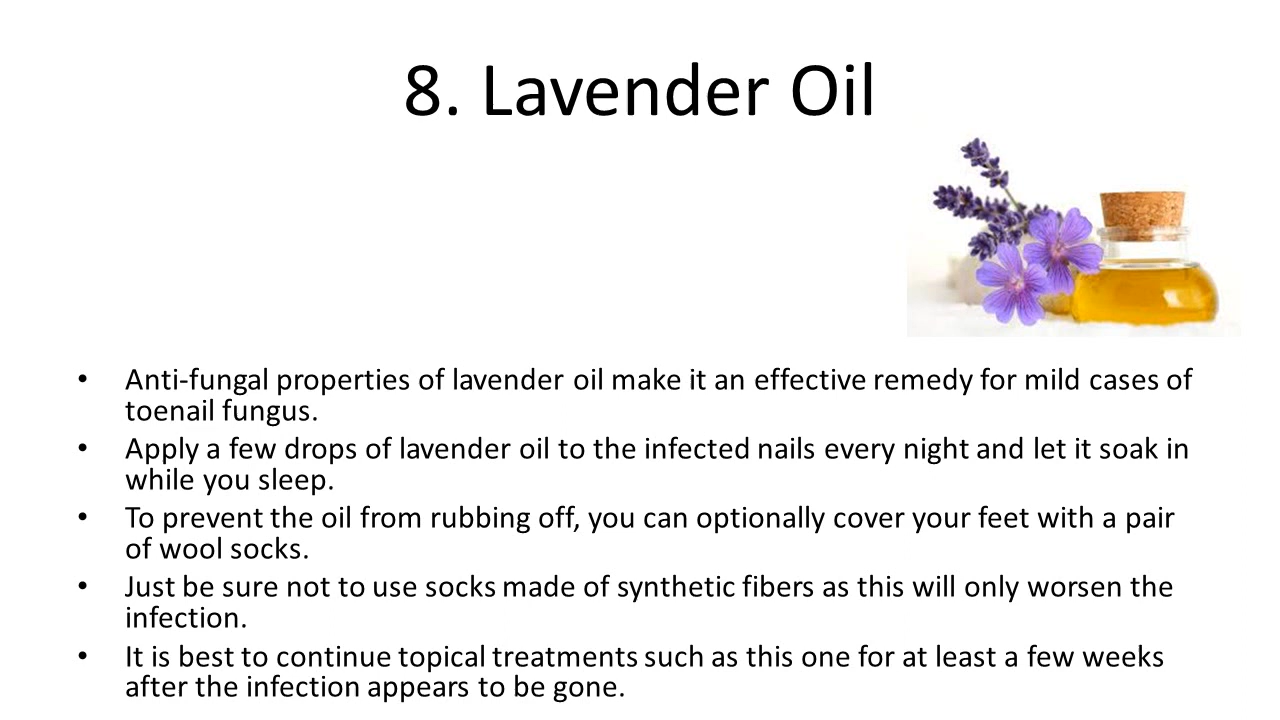 8. Lavender Oil
• Anti-fungal properties of lavender oil make it an effective remedy for mild cases of
toenail fungus.
• Apply a few drops of lavender oil to the infected nails every night and let it soak in
while you sleep.
• To prevent the oil from rubbing off, you can optionally cover your feet with a pair
of wool socks.
• Just be sure not to use socks made of synthetic fibers as this will only worsen the
infection.
• It is best to continue topical treatments such as this one for at least a few weeks
after the infection appears to be gone.